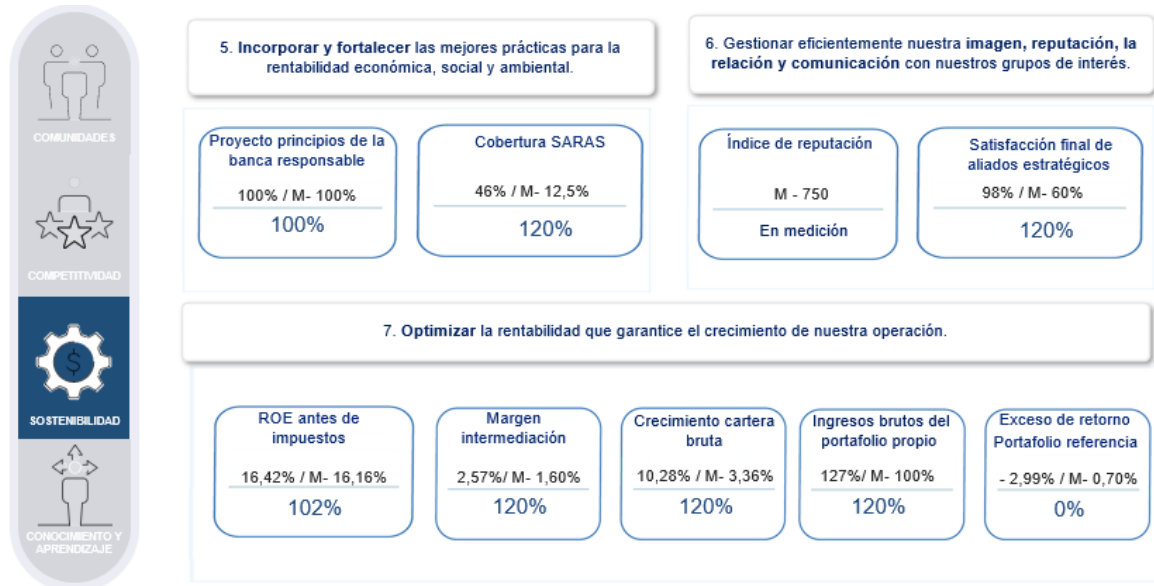 COMUNIDADES
COMPETITIVIDAD
SOSTENIBILIDAD
CONOCIMIENTO Y
APRENDIZAJE
5. Incorporar y fortalecer las mejores prácticas para la
rentabilidad económica, social y ambiental.
Proyecto principios de la
banca responsable
100% / M- 100%
100%
Cobertura SARAS
46% / M- 12,5%
120%
6. Gestionar eficientemente nuestra imagen, reputación, la
relación y comunicación con nuestros grupos de interés.
Índice de reputación
M - 750
En medición
Satisfacción final de
aliados estratégicos
98% / M- 60%
120%
7. Optimizar la rentabilidad que garantice el crecimiento de nuestra operación.
ROE antes de
impuestos
16,42% / M- 16,16%
102%
Margen
intermediación
2,57%/ M- 1,60%
120%
Crecimiento cartera
bruta
10,28% / M- 3,36%
120%
Ingresos brutos del
portafolio propio
127%/ M- 100%
120%
Exceso de retorno
Portafolio referencia
- 2,99% / M- 0,70%
0%